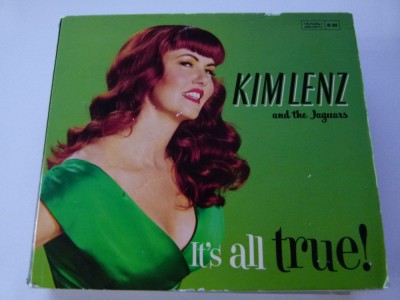 KIM LENZ
and the Jaguars
It's all true!